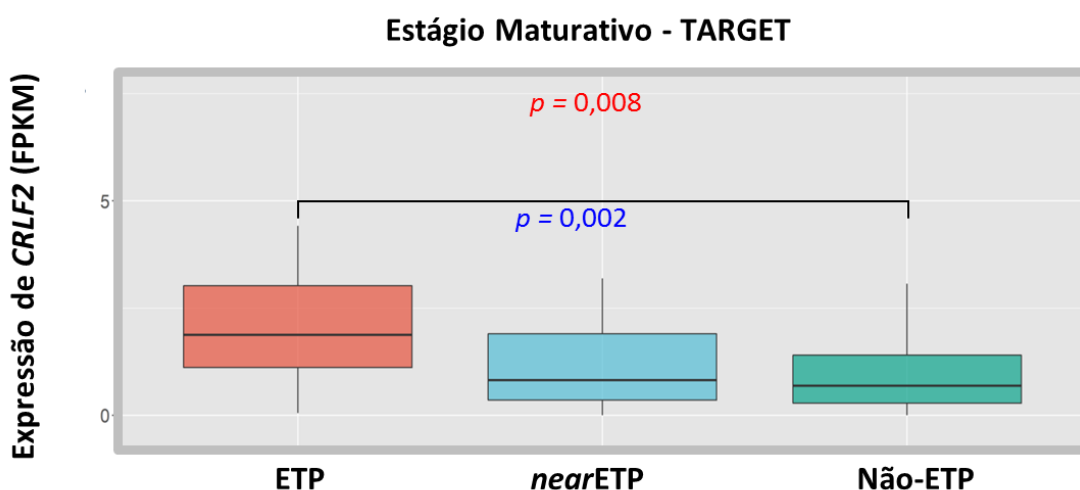 Estágio Maturativo - TARGET
Expressão de CRLF2 (FPKM)
p = 0,008
5
p = 0,002
0
ETP
nearETP
Não-ETP